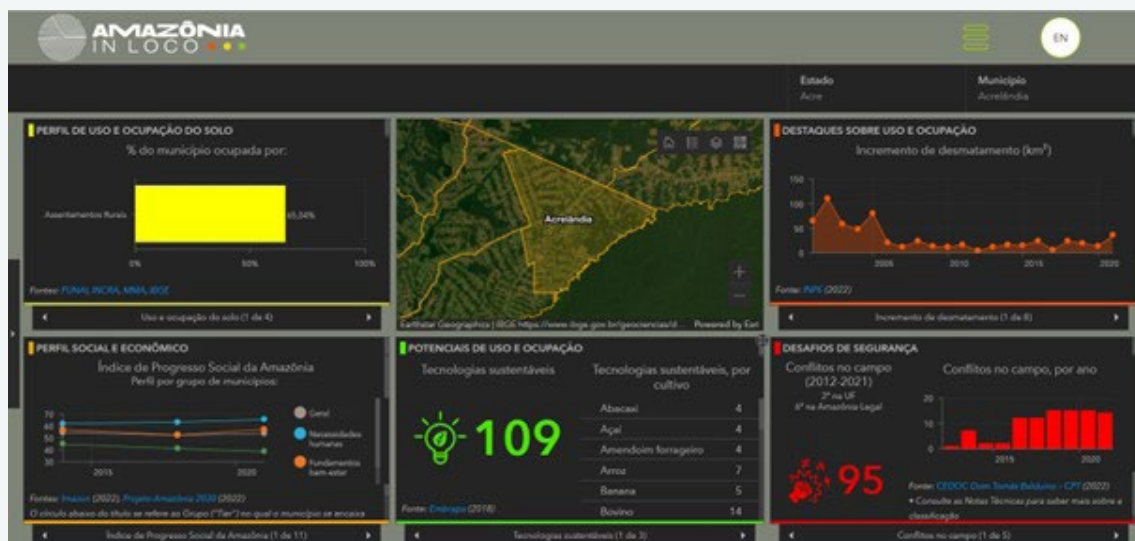 AMAZÔNIA
IN LOCO
EN
Estado
Acre
Município
Acrelândia
PERFIL DE USO E OCUPAÇÃO DO SOLO
% do município ocupada por:
Assentamentos Rurais
65,04%
0%
50%
100%
Fontes: FUNAI, INCRA, MMA, IBGE
Uso e ocupação do solo (1 de 4)
Acrelândia
Earthstar Geographics | IBGE https://www.ibge.gov.br/geociencias/d...
Powered by Esri
DESTAQUES SOBRE USO E OCUPAÇÃO
Incremento de desmatamento (km²)
150
100
50
0
2005
2010
2015
2020
Fonte: INPE (2022)
Incremento de desmatamento (1 de 8)
PERFIL SOCIAL E ECONÔMICO
Índice de Progresso Social da Amazônia
Perfil por grupo de municípios:
70
60
50
40
30
2015
2020
Geral
Necessidades
humanas
Fundamentos
bem-estar
Fontes: Imazon (2022), Projeto Amazônia 2030 (2022)
O círculo abaixo do título se refere ao Grupo ("Tier") no qual o município se encaixa
Índice de Progresso Social da Amazônia (1 de 11)
POTENCIAIS DE USO E OCUPAÇÃO
Tecnologias sustentáveis
109
Fonte: Embrapa (2018)
Tecnologias sustentáveis, por
cultivo
Abacaxi 4
Açaí 4
Amendoim forrageiro 4
Arroz 7
Banana 5
Bovino 14
Tecnologias sustentáveis (1 de 3)
DESAFIOS DE SEGURANÇA
Conflitos no campo
(2012-2021)
2º na UF
6º na Amazônia Legal
95
Conflitos no campo, por ano
20
10
0
2015
2020
Fonte: CEDOC Dom Tomás Balduino – CPT (2022)
• Consulte as Notas Técnicas para saber mais sobre a
classificação
Conflitos no campo (1 de 5)